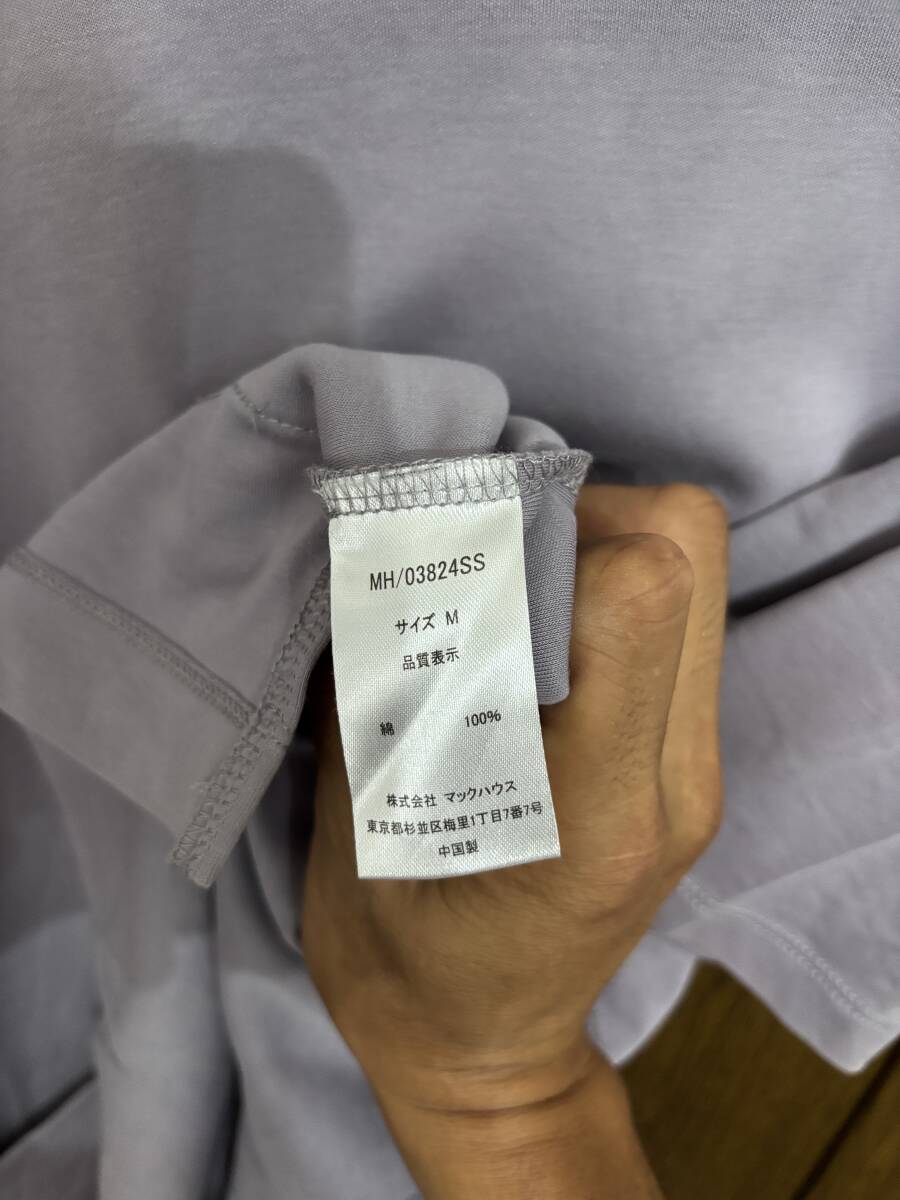 MH/03824SS
サイズ M
品質表示
綿 100%
株式会社 マックハウス
東京都杉並区梅里1丁目7番7号
中国製